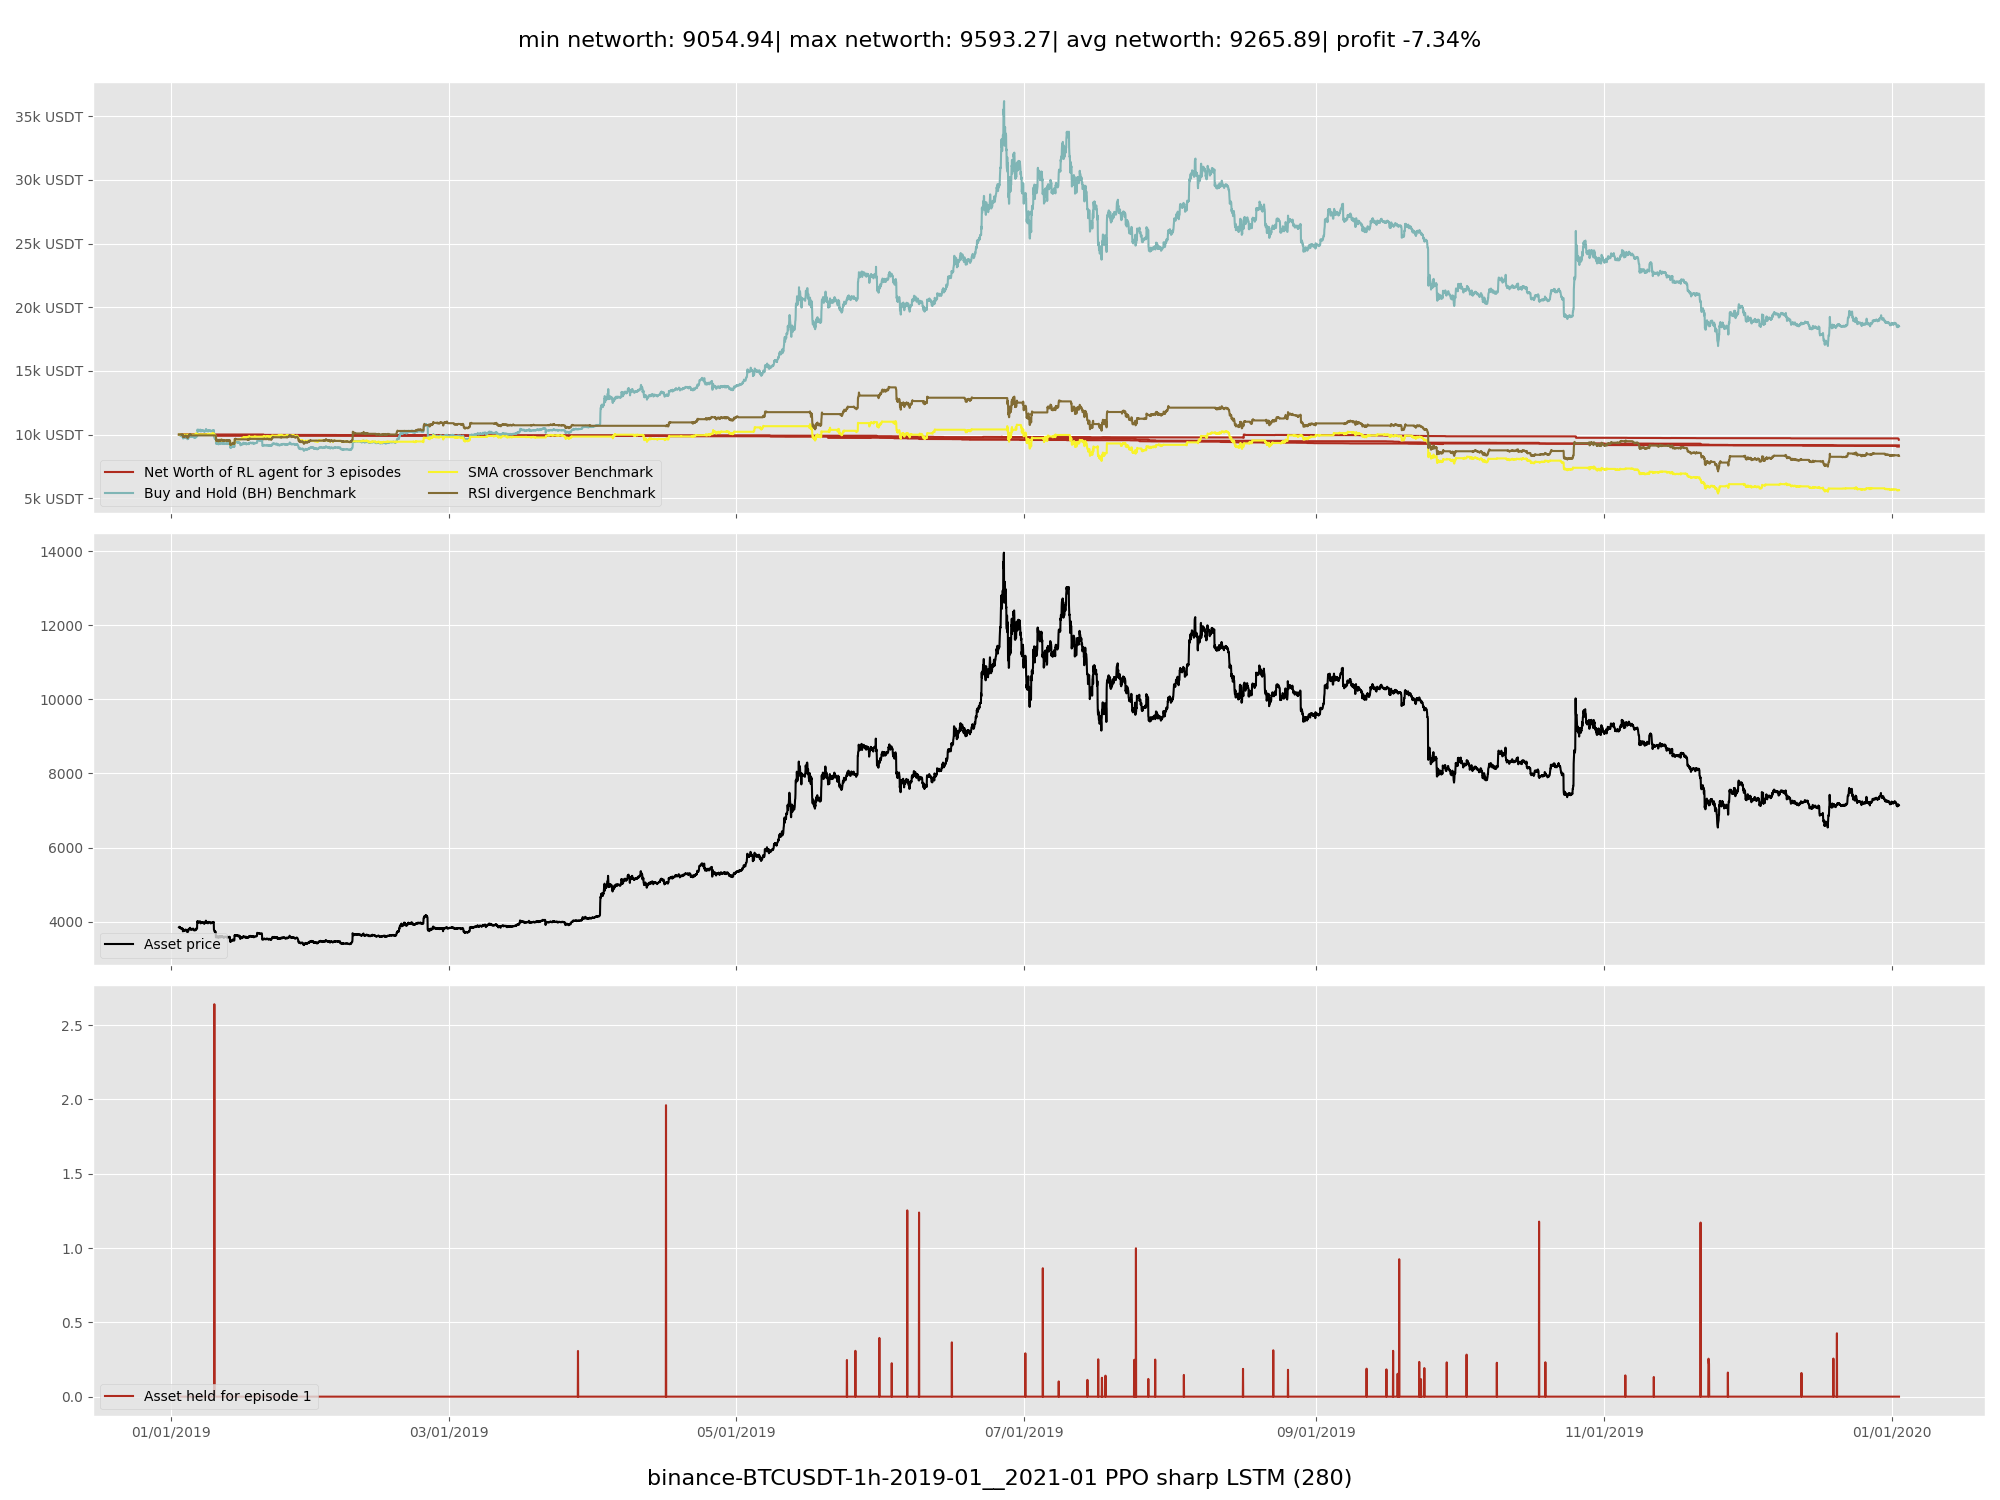 min networth: 9054.94| max networth: 9593.27| avg networth: 9265.89| profit -7.34%
35k USDT
30k USDT
25k USDT
20k USDT
15k USDT
10k USDT
5k USDT
Net Worth of RL agent for 3 episodes
Buy and Hold (BH) Benchmark
SMA crossover Benchmark
RSI divergence Benchmark
14000
12000
10000
8000
6000
4000
Asset price
2.5
2.0
1.5
1.0
0.5
0.0
Asset held for episode 1
01/01/2019 03/01/2019 05/01/2019 07/01/2019 09/01/2019 11/01/2019 01/01/2020
binance-BTCUSDT-1h-2019-01__2021-01 PPO sharp LSTM (280)